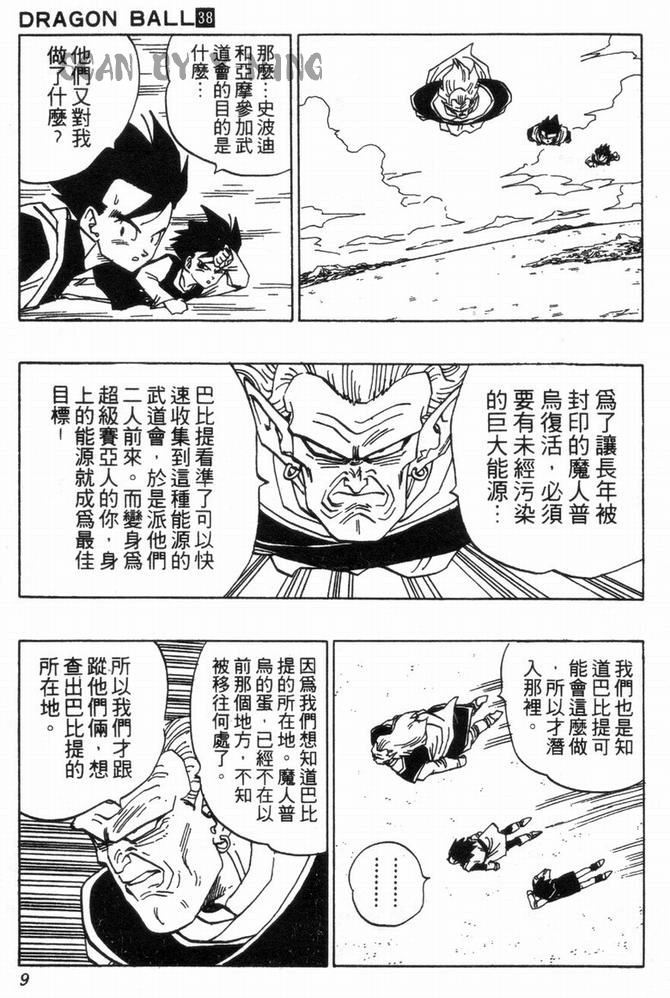 DRAGON BALL 38
SCAN BY
那麼…史波迪
和亞摩參加武
道會的目的是
什麼…
他們又對我
做了什麼？
爲了讓長年被
封印的魔人普
烏復活，必須
要有未經污染
的巨大能源…
巴比提看準了可以快
速收集到這種能源的
武道會，於是派他們
二人前來。而變身爲
超級賽亞人的你，身
上的能源就成爲最佳
目標！
我們也是知
道巴比提可
能會這麼做
，所以才潛
入那裡。
…………
因爲我們想知道巴比
提的所在地。魔人普
烏的蛋，已經不在以
前那個地方，不知
被移往何處了。
所以我們才跟
蹤他們倆，想
查出巴比提的
所在地。
9